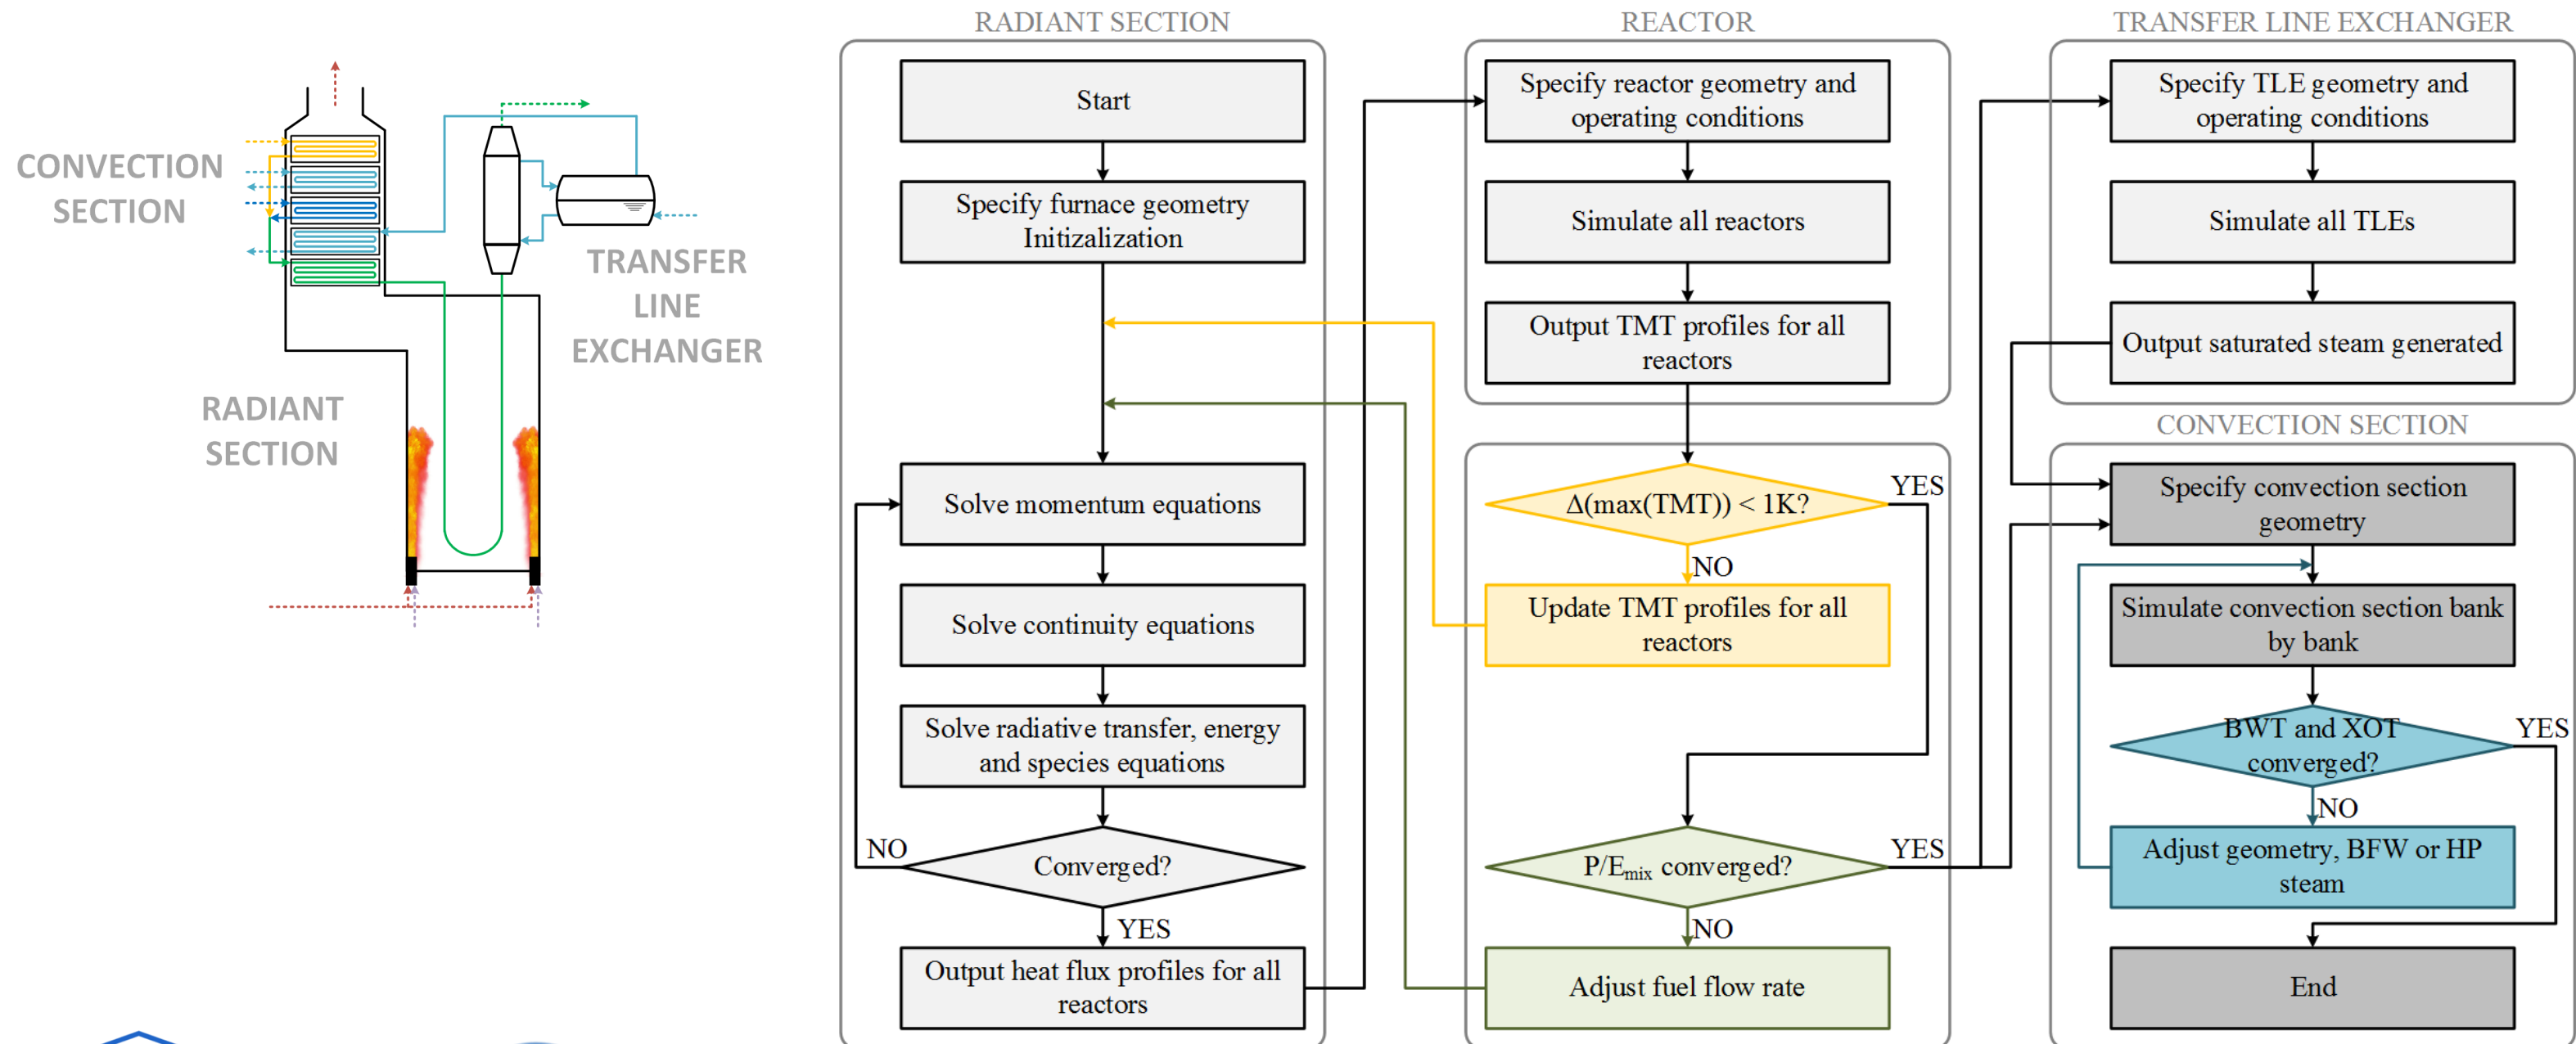 CONVECTION
SECTION
TRANSFER
LINE
EXCHANGER
RADIANT
SECTION
RADIANT SECTION
Start
Specify furnace geometry
Initizalization
Solve momentum equations
Solve continuity equations
Solve radiative transfer, energy
and species equations
NO
Converged?
YES
Output heat flux profiles for all
reactors
REACTOR
Specify reactor geometry and
operating conditions
Simulate all reactors
Output TMT profiles for all
reactors
Δ(max(TMT)) < 1K?
YES
NO
Update TMT profiles for all
reactors
P/Emix converged?
YES
NO
Adjust fuel flow rate
TRANSFER LINE EXCHANGER
Specify TLE geometry and
operating conditions
Simulate all TLEs
Output saturated steam generated
CONVECTION SECTION
Specify convection section
geometry
Simulate convection section bank
by bank
BWT and XOT
converged?
YES
NO
Adjust geometry, BFW or HP
steam
End